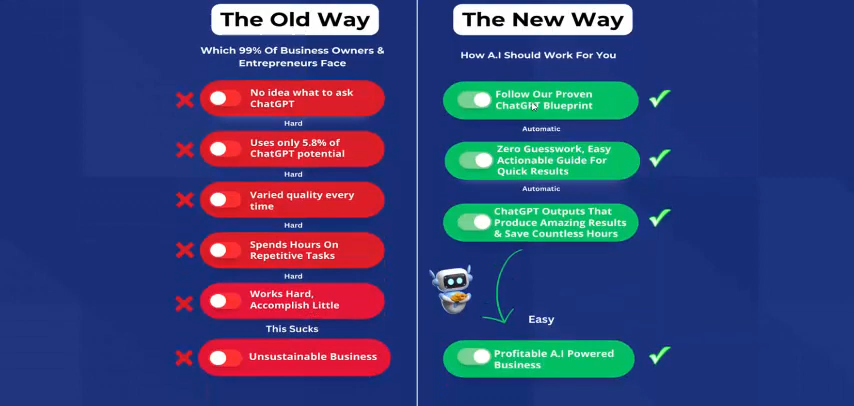 The Old Way
Which 99% Of Business Owners &
Entrepreneurs Face
No idea what to ask
ChatGPT
Hard
Uses only 5.8% of
ChatGPT potential
Hard
Varied quality every
time
Hard
Spends Hours On
Repetitive Tasks
Hard
Works Hard,
Accomplish Little
This Sucks
Unsustainable Business
The New Way
How A.I Should Work For You
Follow Our Proven
ChatGPT Blueprint
Automatic
Zero Guesswork, Easy
Actionable Guide For
Quick Results
Automatic
ChatGPT Outputs That
Produce Amazing Results
& Save Countless Hours
Easy
Profitable A.I Powered
Business